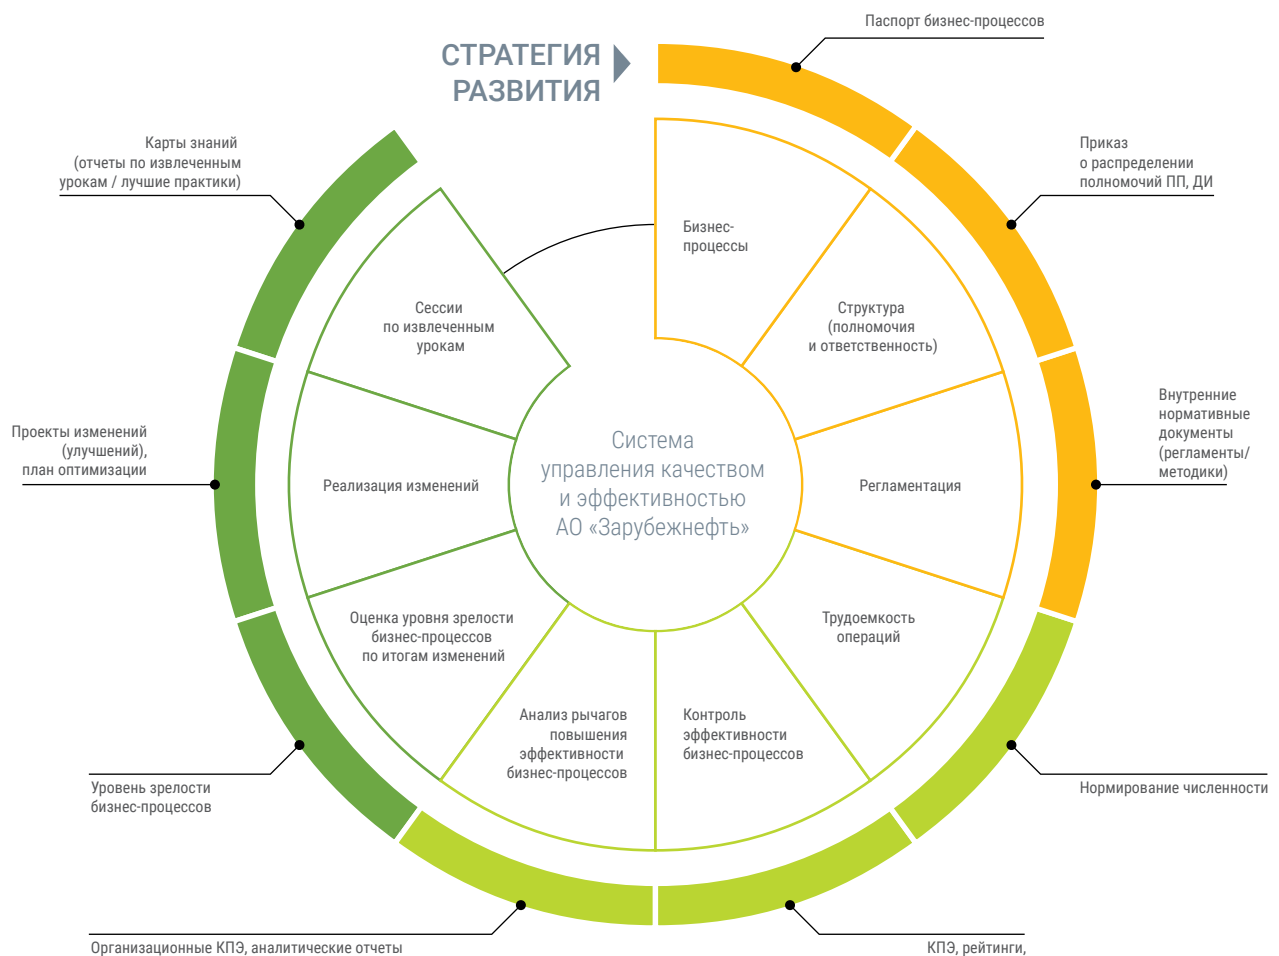 Паспорт бизнес-процессов
СТРАТЕГИЯ
РАЗВИТИЯ
Карты знаний
(отчеты по извлеченным
урокам / лучшие практики)
Приказ
о распределении
полномочий ПП, ДИ
Бизнес-
процессы
Сессии
по извлеченным
урокам
Структура
(полномочия
и ответственность)
Внутренние
нормативные
документы
(регламенты/
методики)
Проекты изменений
(улучшений),
план оптимизации
Система
управления качеством
и эффективностью
АО «Зарубежнефть»
Реализация изменений
Регламентация
Оценка уровня зрелости
бизнес-процессов
по итогам изменений
Трудоемкость
операций
Анализ рычагов
повышения
эффективности
бизнес-процессов
Контроль
эффективности
бизнес-процессов
Уровень зрелости
бизнес-процессов
Нормирование численности
Организационные КПЭ, аналитические отчеты
КПЭ, рейтинги,